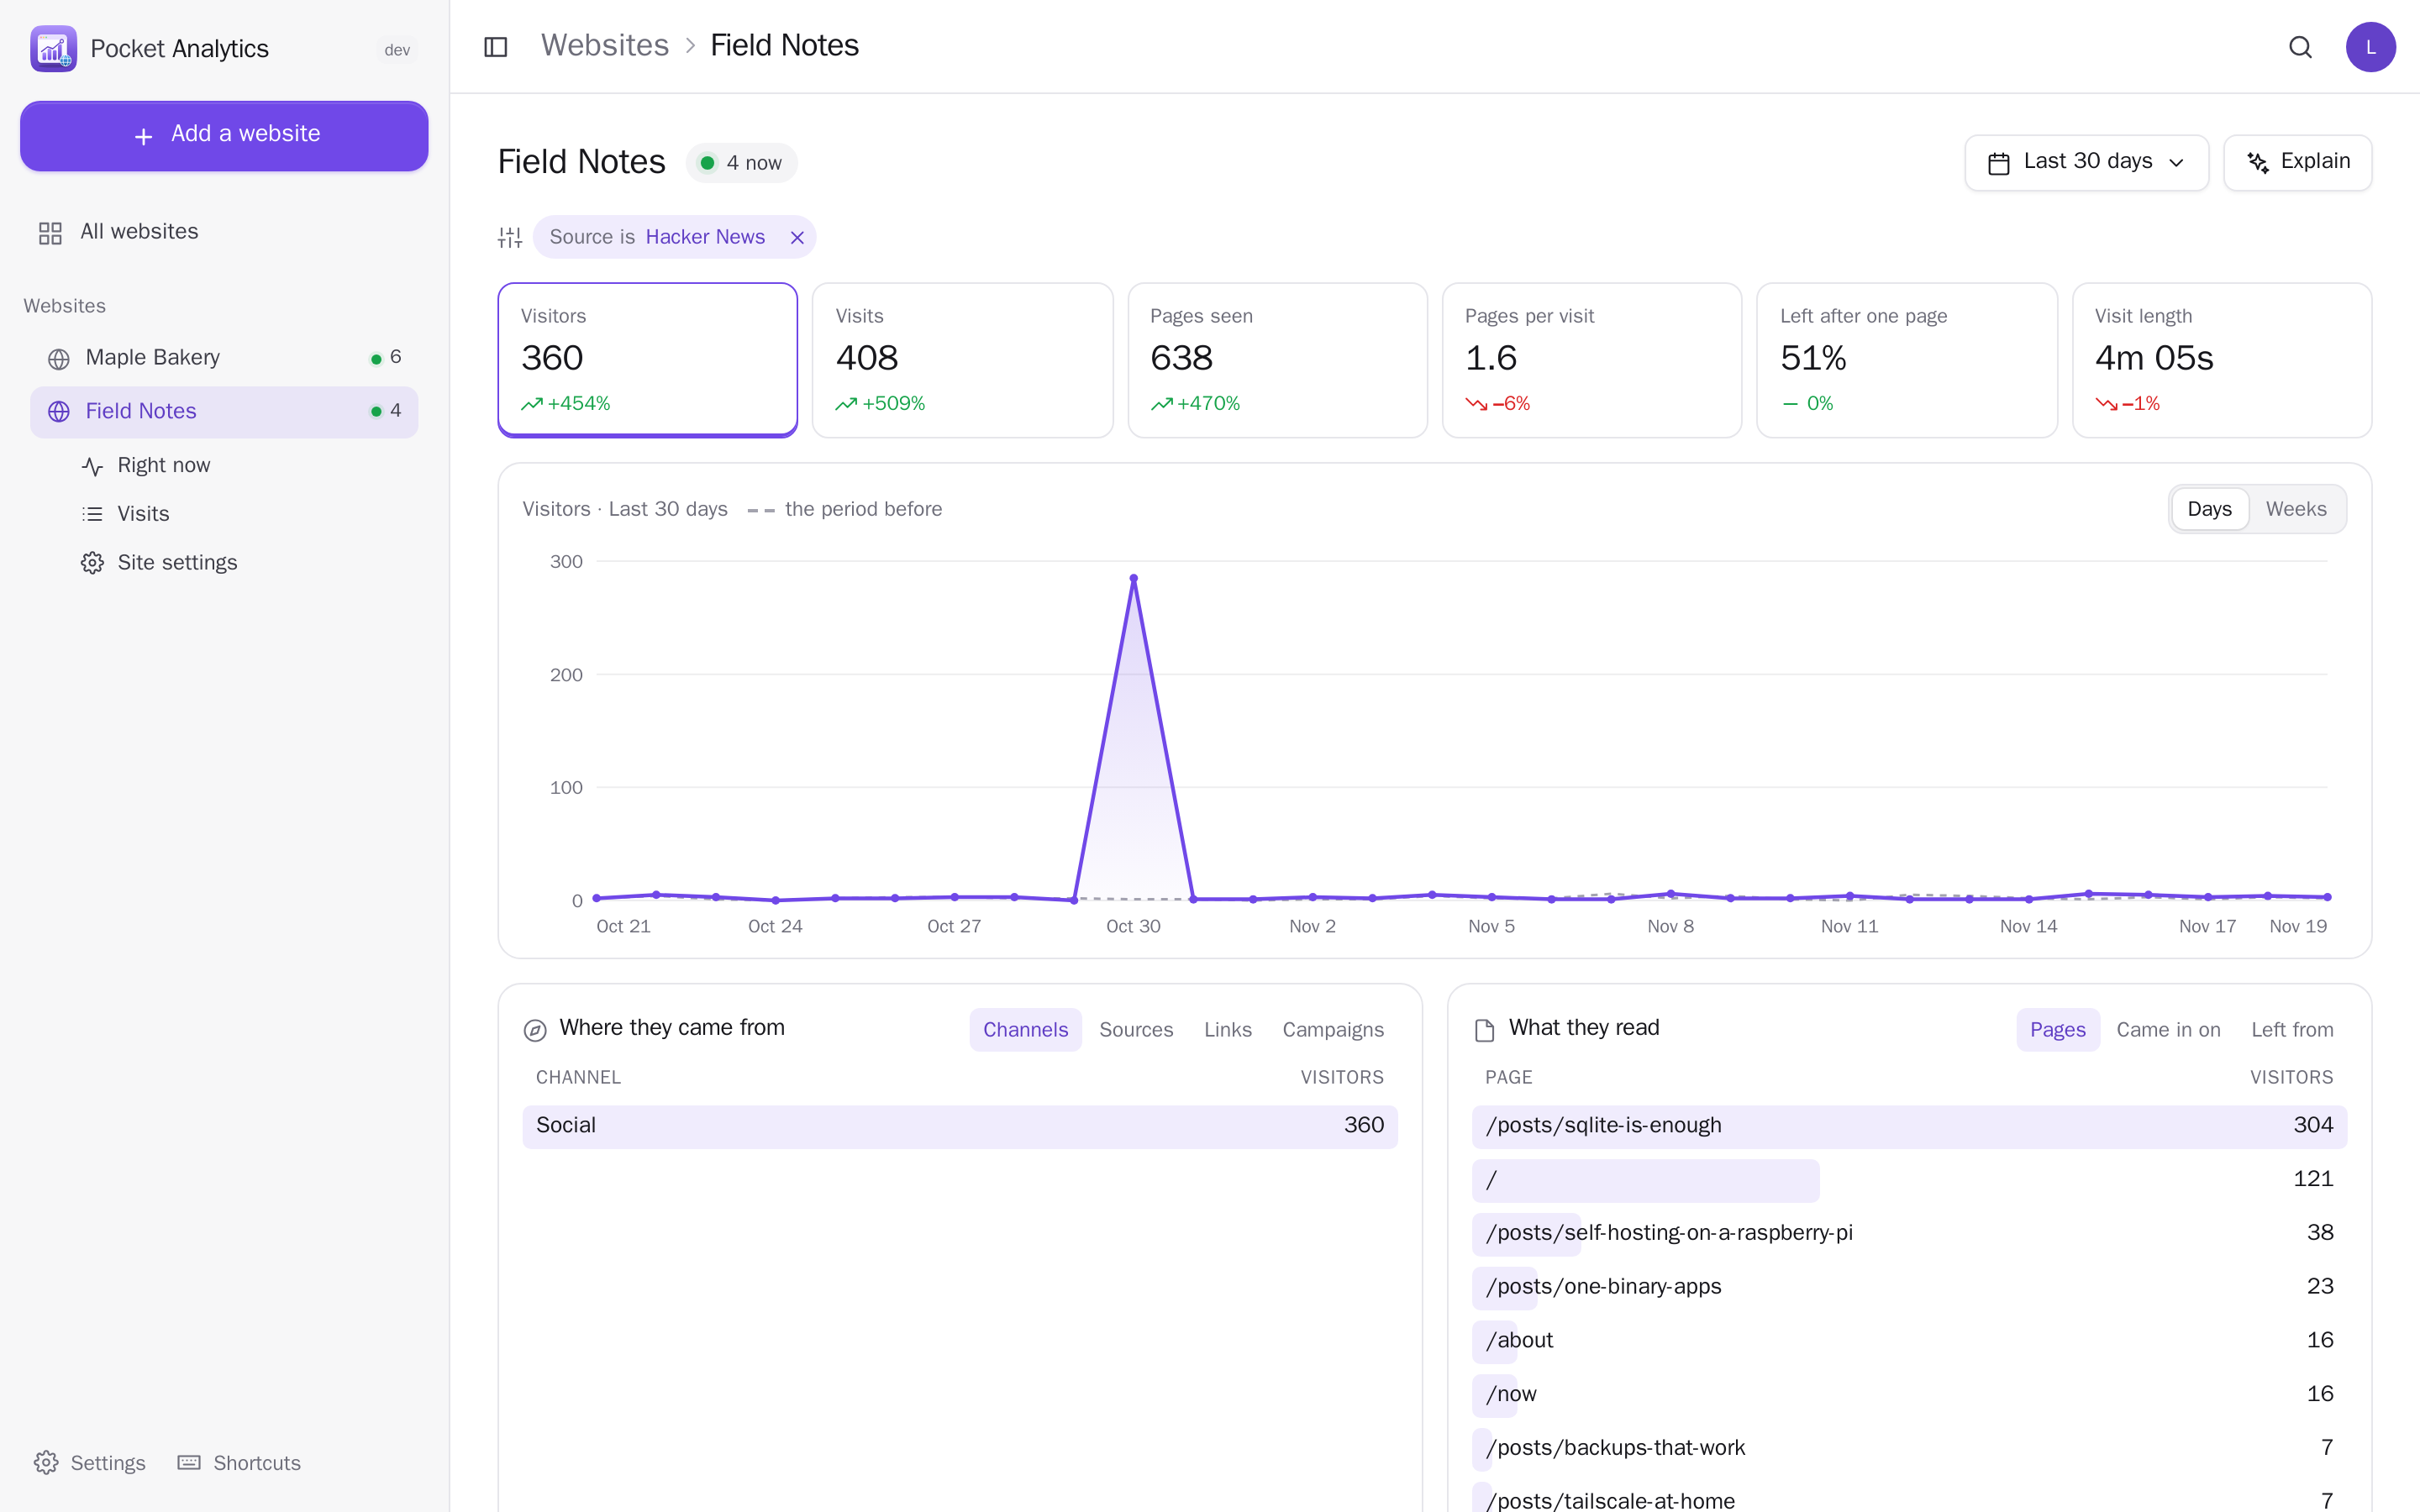 Pocket Analytics
dev
Add a website
All websites
Websites
Maple Bakery 6
Field Notes 4
Right now
Visits
Site settings
Settings
Shortcuts
Websites > Field Notes
L
Field Notes
4 now
Last 30 days
Explain
Source is Hacker News
Visitors
360
+454%
Visits
408
+509%
Pages seen
638
+470%
Pages per visit
1.6
−6%
Left after one page
51%
0%
Visit length
4m 05s
−1%
Visitors · Last 30 days
the period before
Days Weeks
300
200
100
0
Oct 21 Oct 24 Oct 27 Oct 30 Nov 2 Nov 5 Nov 8 Nov 11 Nov 14 Nov 17 Nov 19
Where they came from
Channels Sources Links Campaigns
CHANNEL VISITORS
Social 360
What they read
Pages Came in on Left from
PAGE VISITORS
/posts/sqlite-is-enough 304
/ 121
/posts/self-hosting-on-a-raspberry-pi 38
/posts/one-binary-apps 23
/about 16
/now 16
/posts/backups-that-work 7
/posts/tailscale-at-home 7